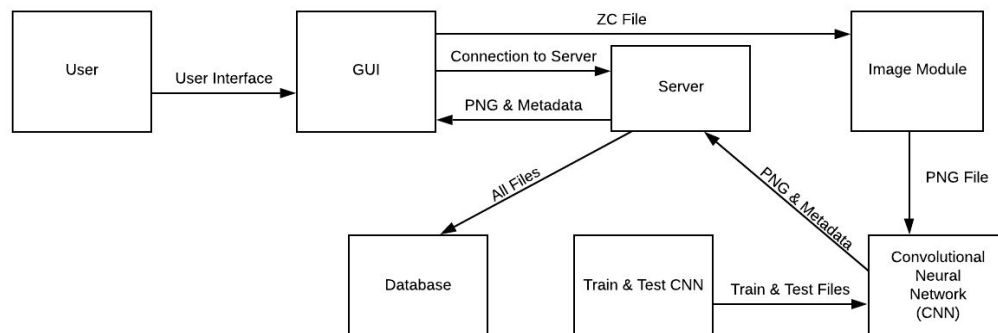 ZC File
User
User Interface
GUI
Connection to Server
PNG & Metadata
Server
Image Module
All Files
PNG & Metadata
PNG File
Database
Train & Test CNN
Train & Test Files
Convolutional
Neural
Network
(CNN)